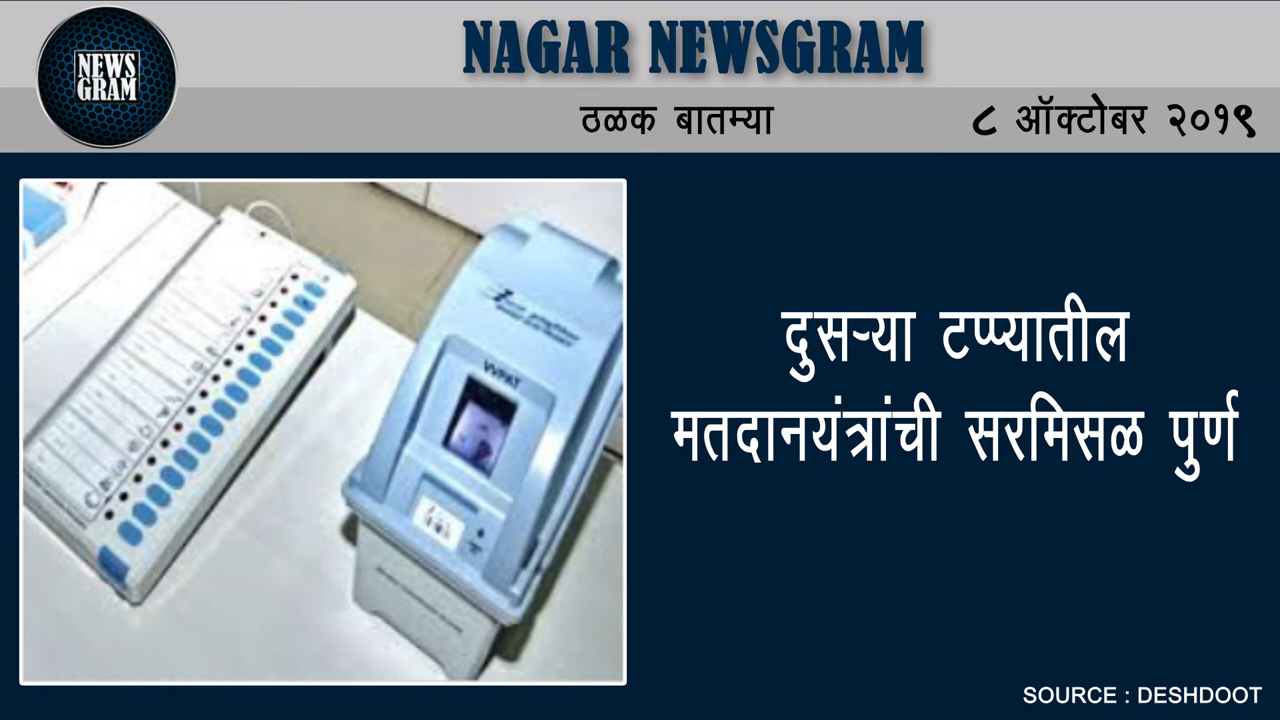 NEWS
GRAM
NAGAR NEWSGRAM
ठळक बातम्या
८ ऑक्टोबर २०१९
VVPAT
दुसऱ्या टप्प्यातील
मतदानयंत्रांची सरमिसळ पुर्ण
SOURCE : DESHDOOT